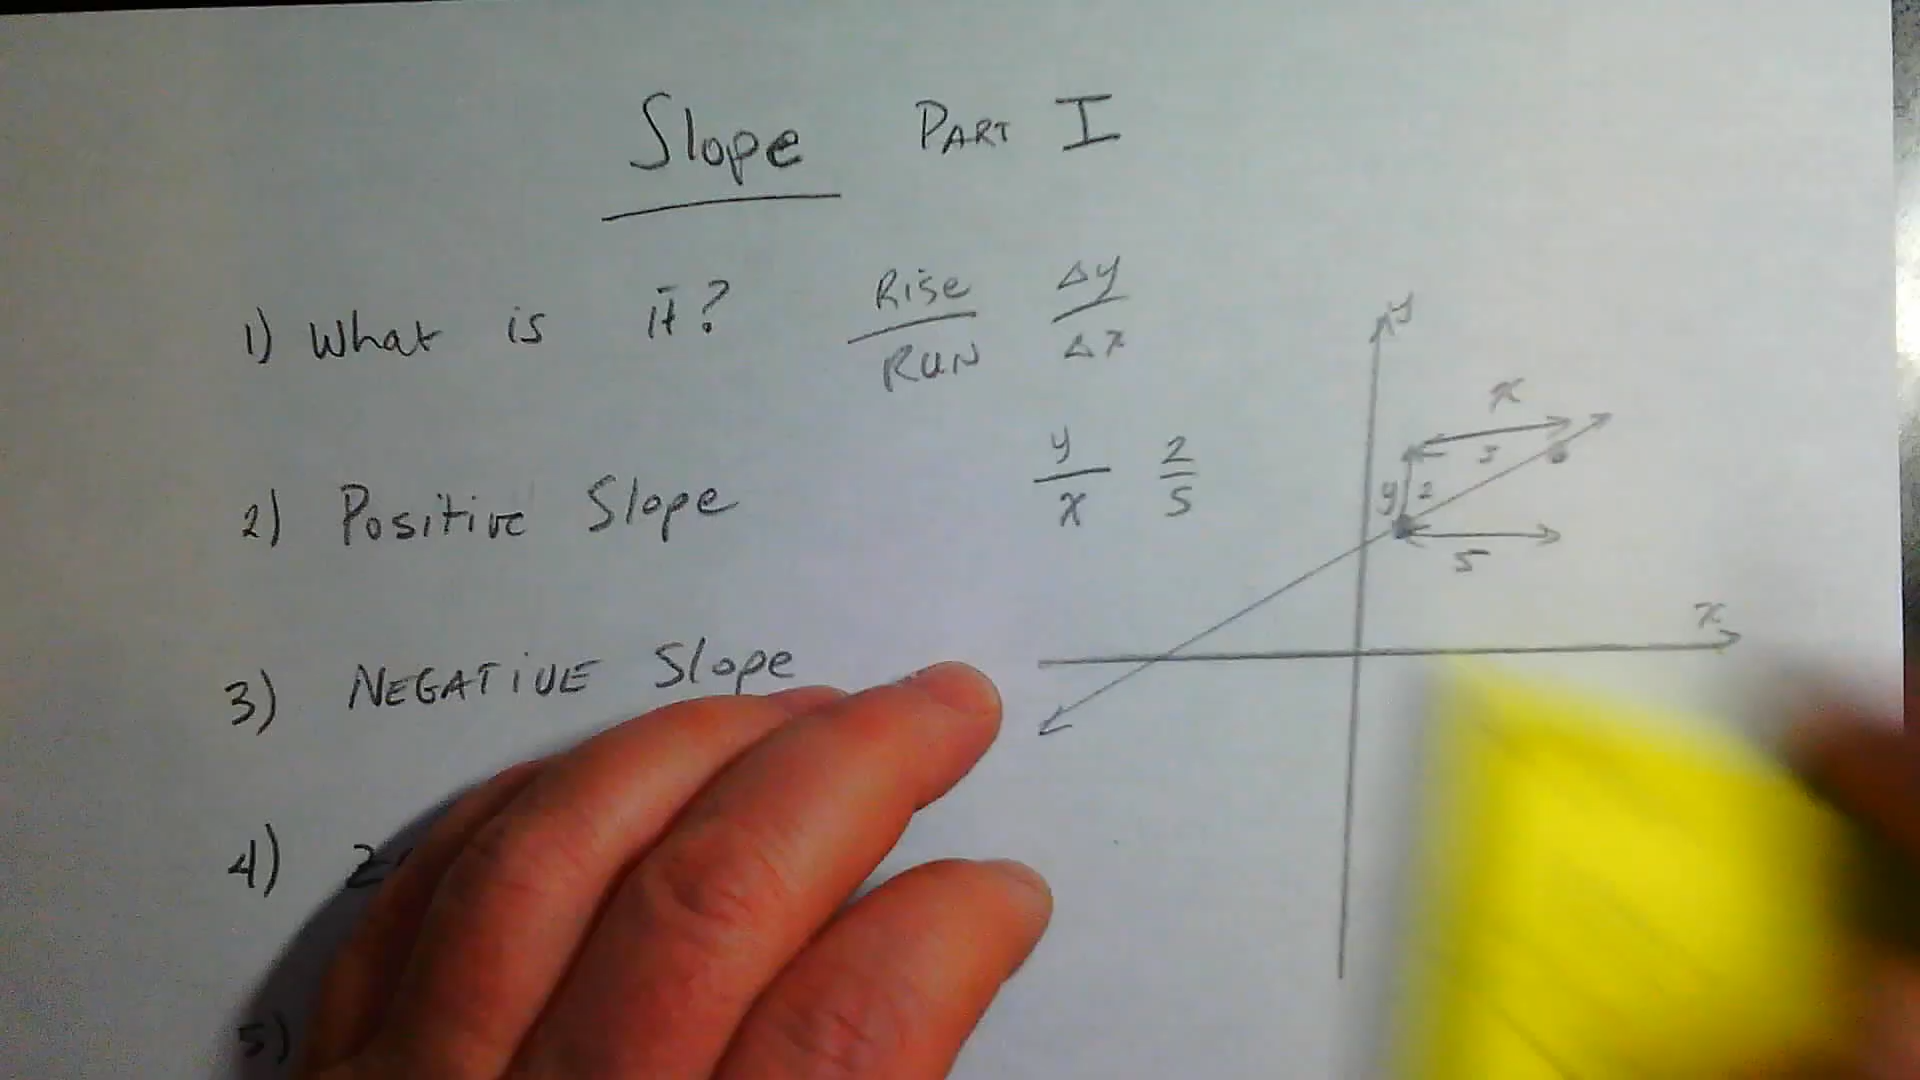 Slope PART I
1) What is it? Rise/RUN Δy/Δx
y
x
5
y 2
5
x
2) Positive Slope y/x 2/5
3) NEGATIVE Slope
4)
5)